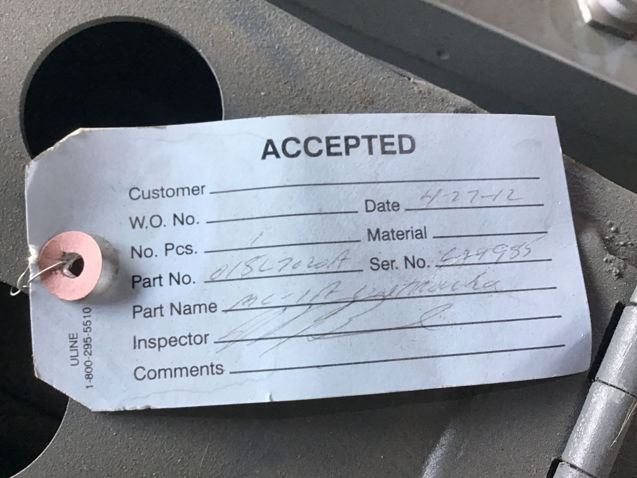 ACCEPTED
Customer
W.O. No. Date 4-27-12
No. Pcs. 1 Material
Part No. Ser. No.
Part Name
Inspector
Comments
ULINE
1-800-295-5510